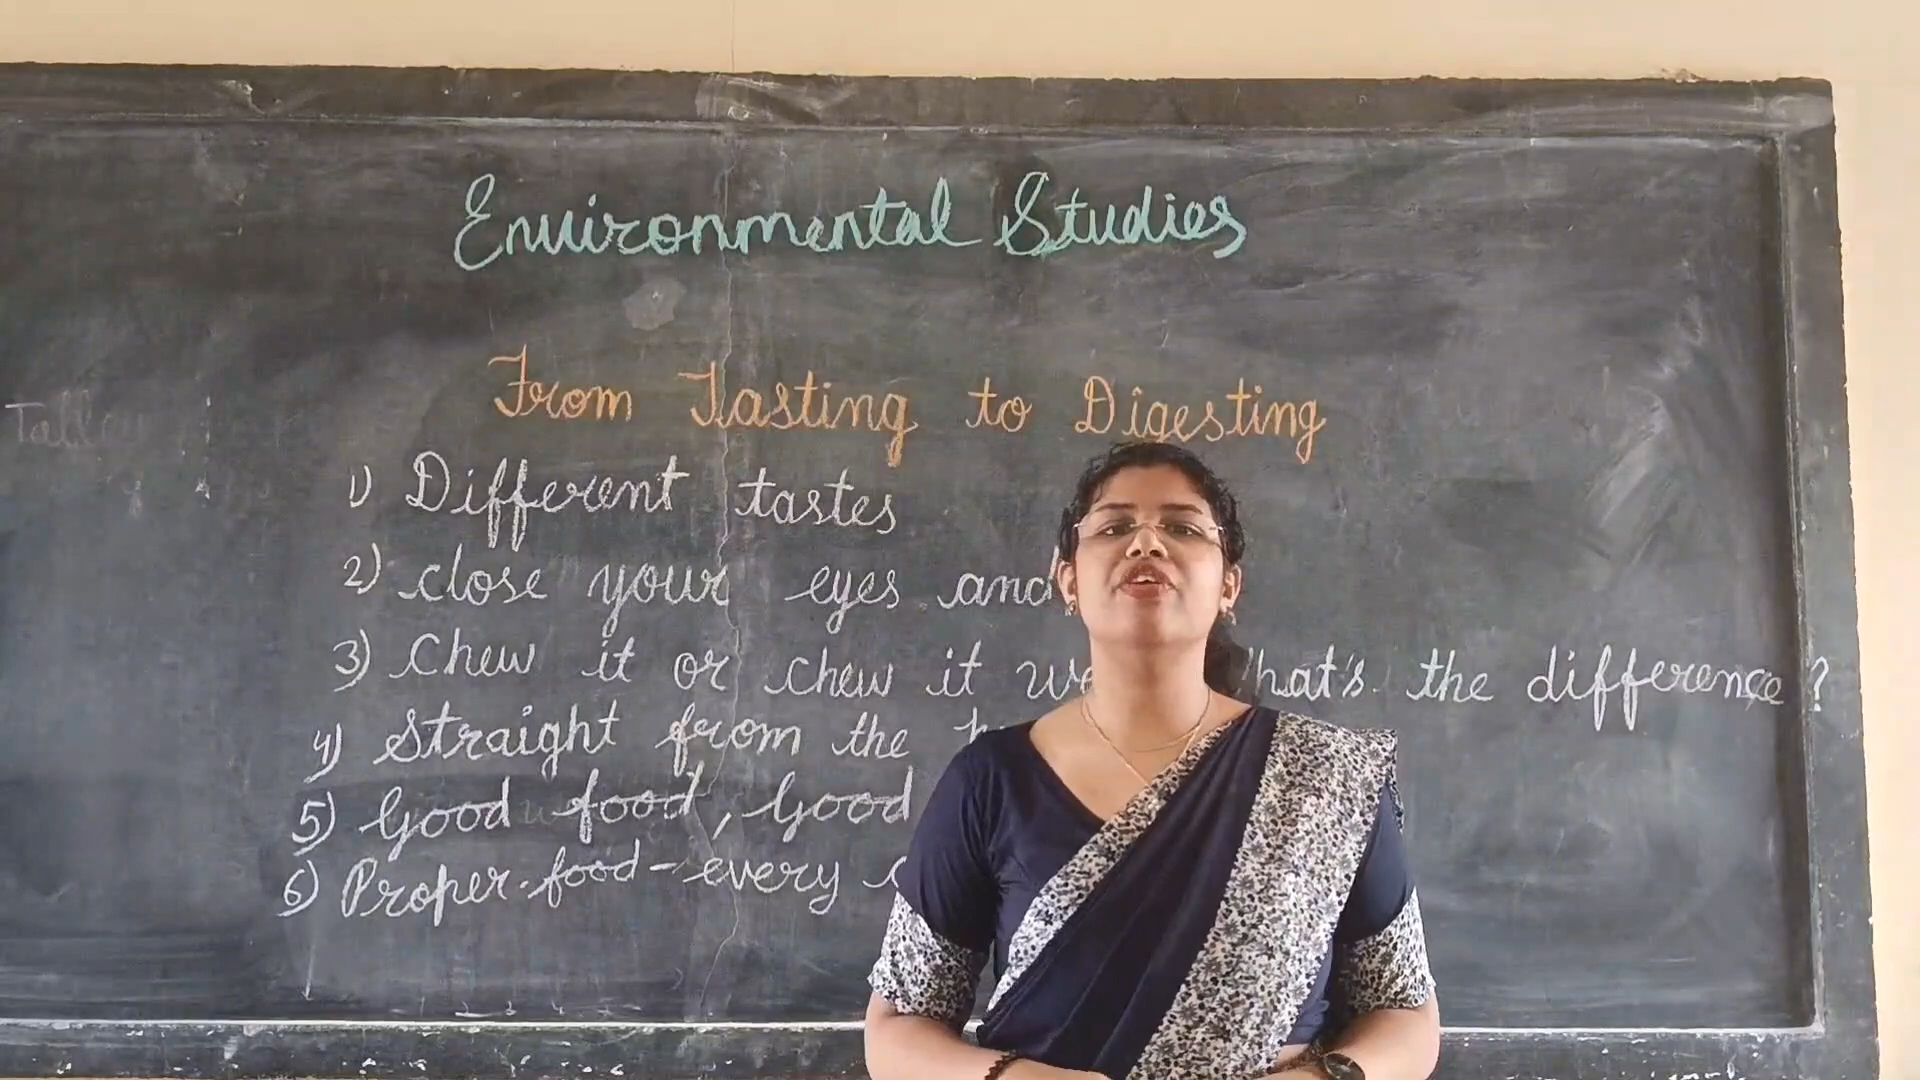 Environmental Studies
From Tasting to Digesting
1) Different tastes
2) close your eyes and
3) Chew it or chew it hat's the difference?
4) Straight from the
5) Good food, Good
6) Proper food - every